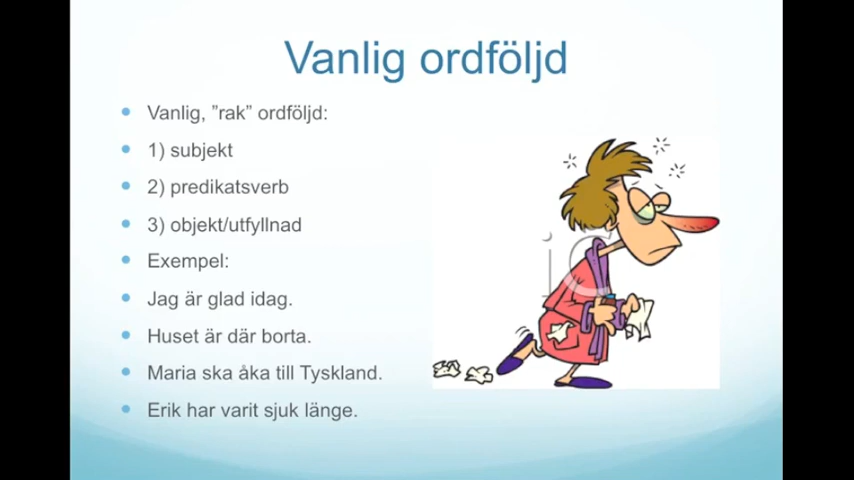 Vanlig ordföljd
Vanlig, ”rak” ordföljd:
1) subjekt
2) predikatsverb
3) objekt/utfyllnad
Exempel:
Jag är glad idag.
Huset är där borta.
Maria ska åka till Tyskland.
Erik har varit sjuk länge.